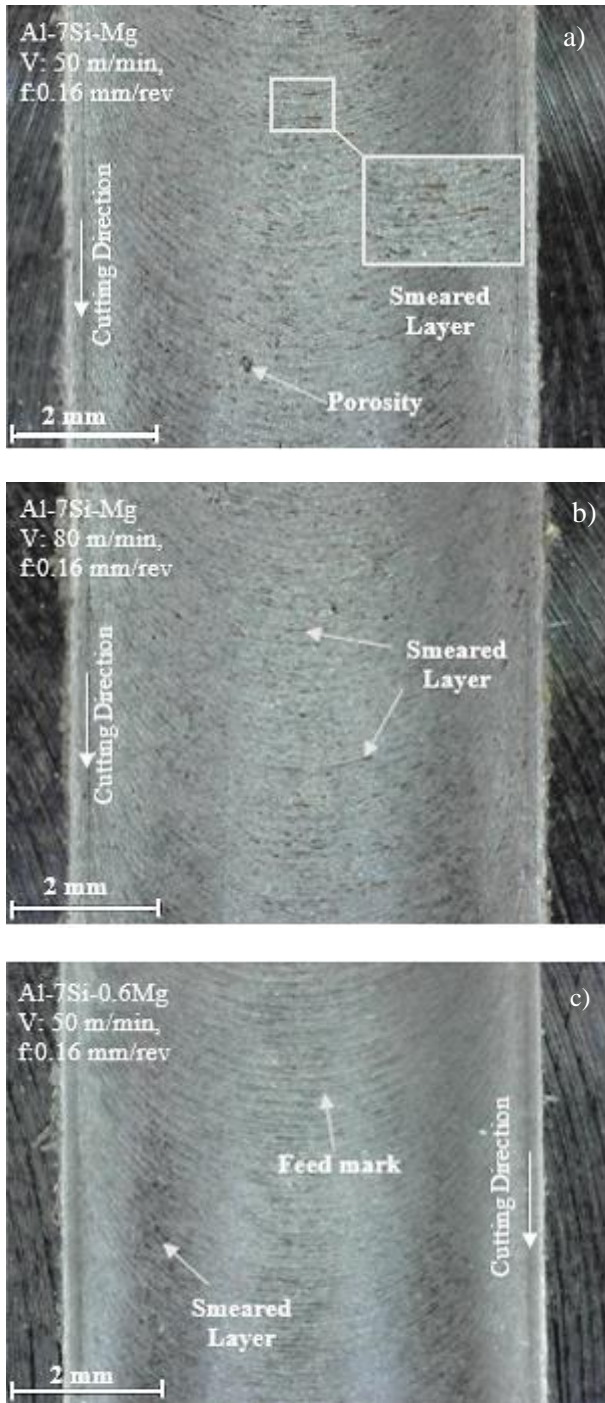 Al-7Si-Mg
V: 50 m/min,
f:0.16 mm/rev
a)
Cutting Direction
Smeared
Layer
Porosity
2 mm
Al-7Si-Mg
V: 80 m/min,
f:0.16 mm/rev
b)
Smeared
Layer
Cutting Direction
2 mm
Al-7Si-0.6Mg
V: 50 m/min,
f:0.16 mm/rev
c)
Feed mark
Cutting Direction
Smeared
Layer
2 mm